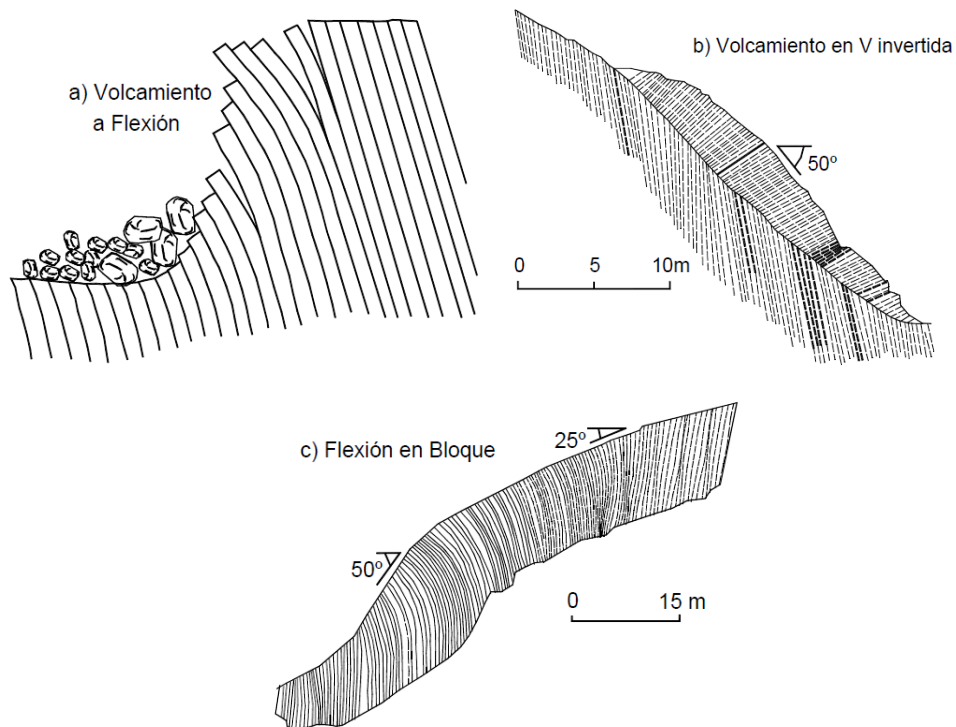 a) Volcamiento
a Flexión
b) Volcamiento en V invertida
50º
0 5 10m
c) Flexión en Bloque
25º
50º
0 15 m